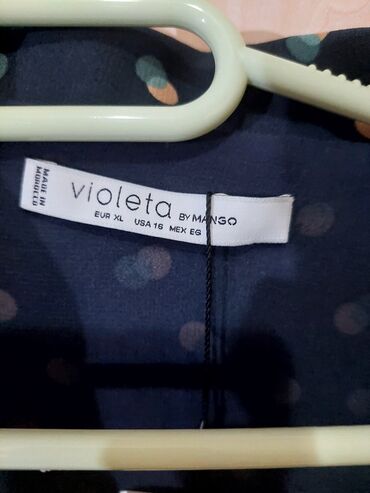 MADE IN
MOROCCO
violeta BY MANGO
EUR XL USA 16 MEX EG